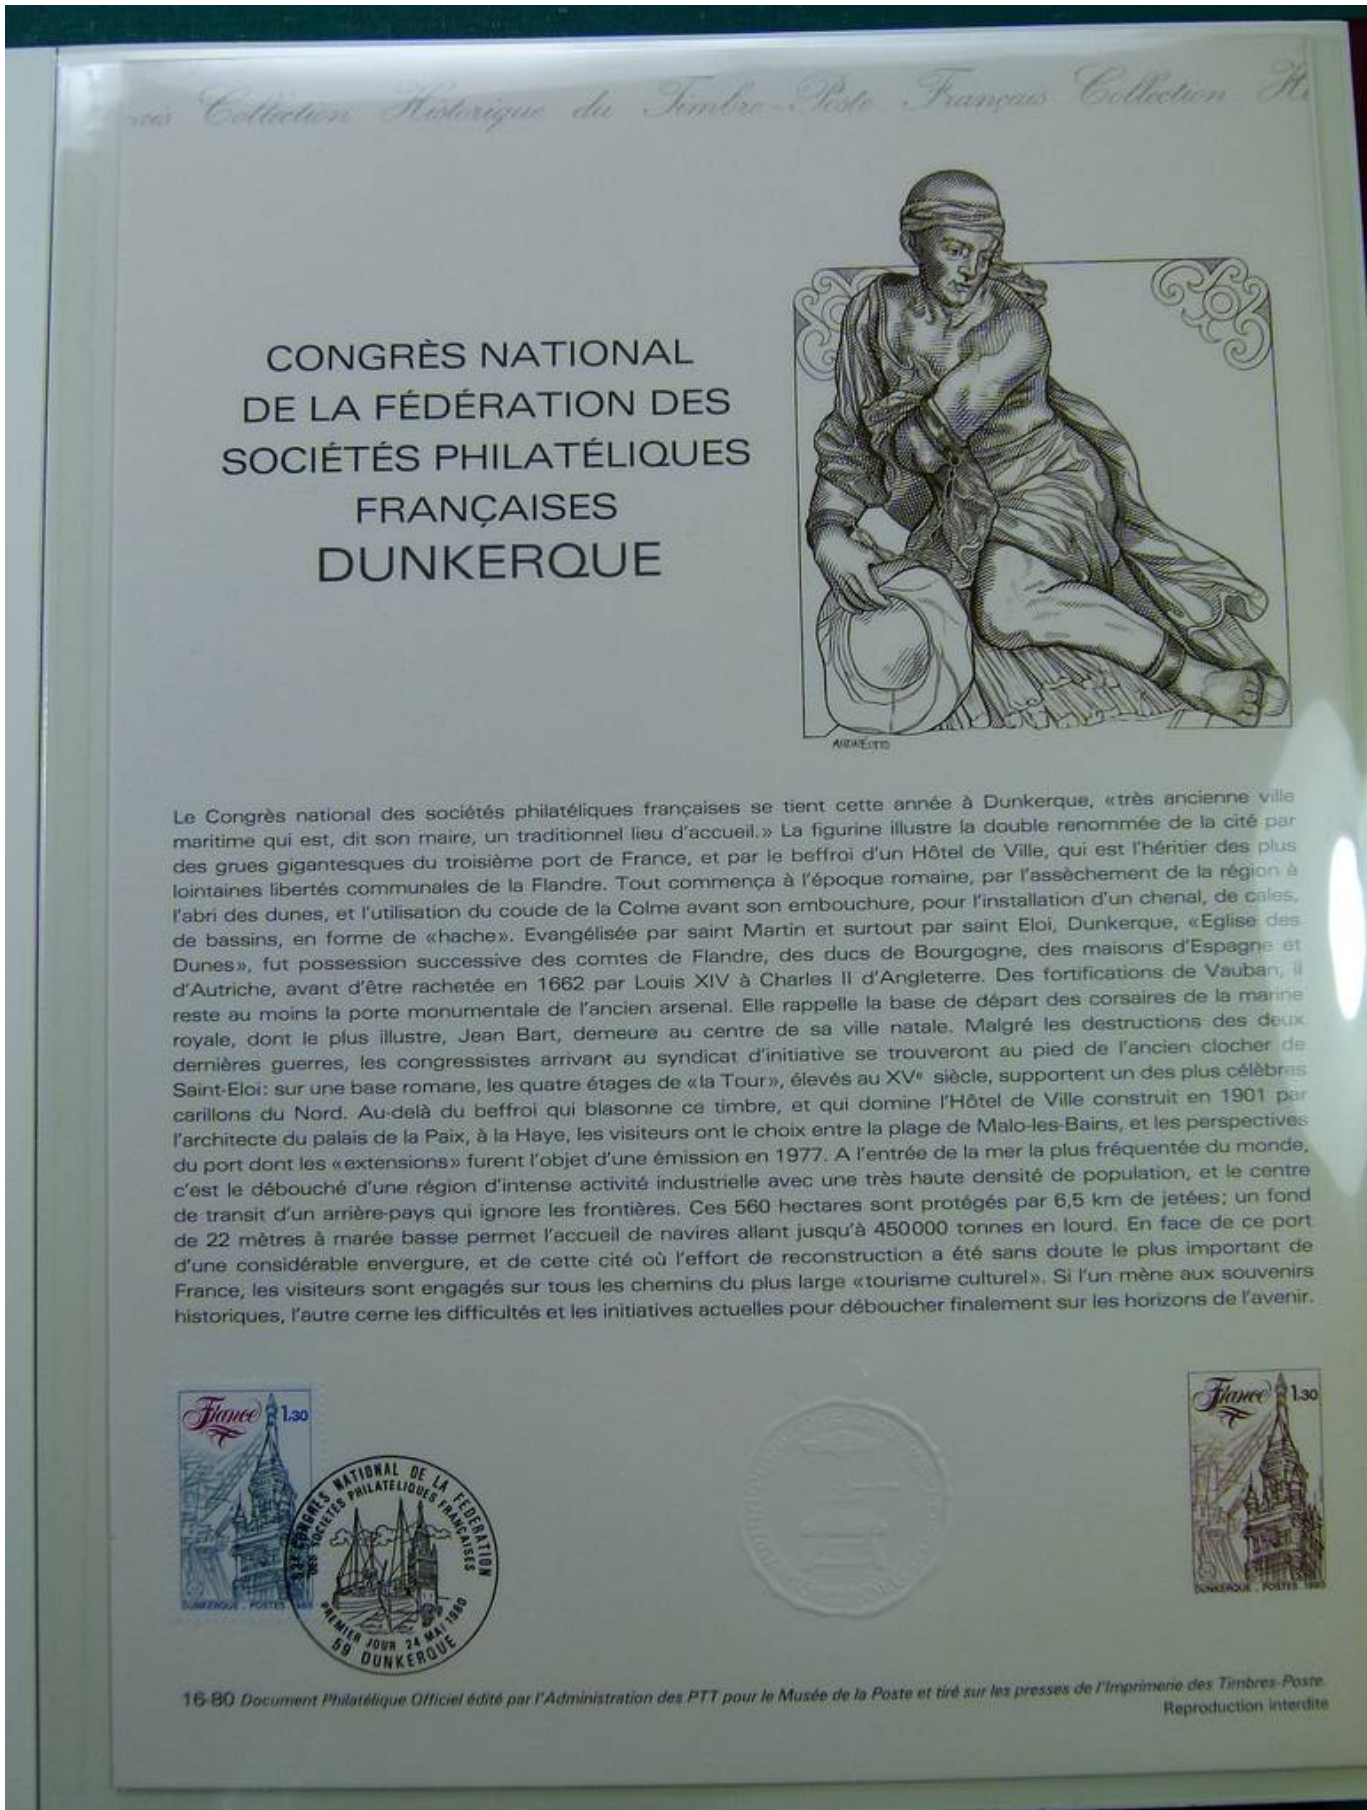 ais Collection Historique du Timbre-Poste Français Collection Hi
CONGRÈS NATIONAL
DE LA FÉDÉRATION DES
SOCIÉTÉS PHILATÉLIQUES
FRANÇAISES
DUNKERQUE
ANDRÉOTTO
Le Congrès national des sociétés philatéliques françaises se tient cette année à Dunkerque, «très ancienne ville
maritime qui est, dit son maire, un traditionnel lieu d'accueil.» La figurine illustre la double renommée de la cité par
des grues gigantesques du troisième port de France, et par le beffroi d'un Hôtel de Ville, qui est l'héritier des plus
lointaines libertés communales de la Flandre. Tout commença à l'époque romaine, par l'assèchement de la région à
l'abri des dunes, et l'utilisation du coude de la Colme avant son embouchure, pour l'installation d'un chenal, de cales,
de bassins, en forme de «hache». Evangélisée par saint Martin et surtout par saint Eloi, Dunkerque, «Eglise des
Dunes», fut possession successive des comtes de Flandre, des ducs de Bourgogne, des maisons d'Espagne et
d'Autriche, avant d'être rachetée en 1662 par Louis XIV à Charles II d'Angleterre. Des fortifications de Vauban, il
reste au moins la porte monumentale de l'ancien arsenal. Elle rappelle la base de départ des corsaires de la marine
royale, dont le plus illustre, Jean Bart, demeure au centre de sa ville natale. Malgré les destructions des deux
dernières guerres, les congressistes arrivant au syndicat d'initiative se trouveront au pied de l'ancien clocher de
Saint-Eloi: sur une base romane, les quatre étages de «la Tour», élevés au XVe siècle, supportent un des plus célèbres
carillons du Nord. Au-delà du beffroi qui blasonne ce timbre, et qui domine l'Hôtel de Ville construit en 1901 par
l'architecte du palais de la Paix, à la Haye, les visiteurs ont le choix entre la plage de Malo-les-Bains, et les perspectives
du port dont les «extensions» furent l'objet d'une émission en 1977. A l'entrée de la mer la plus fréquentée du monde,
c'est le débouché d'une région d'intense activité industrielle avec une très haute densité de population, et le centre
de transit d'un arrière-pays qui ignore les frontières. Ces 560 hectares sont protégés par 6,5 km de jetées; un fond
de 22 mètres à marée basse permet l'accueil de navires allant jusqu'à 450000 tonnes en lourd. En face de ce port
d'une considérable envergure, et de cette cité où l'effort de reconstruction a été sans doute le plus important de
France, les visiteurs sont engagés sur tous les chemins du plus large «tourisme culturel». Si l'un mène aux souvenirs
historiques, l'autre cerne les difficultés et les initiatives actuelles pour déboucher finalement sur les horizons de l'avenir.
France 1.30
DUNKERQUE . POSTES
CONGRES NATIONAL DE LA FEDERATION
DES SOCIETES PHILATELIQUES FRANÇAISES
PREMIER JOUR 24 MAI 1980
59 DUNKERQUE
France 1.30
DUNKERQUE . POSTES 1980
16-80 Document Philatélique Officiel édité par l'Administration des PTT pour le Musée de la Poste et tiré sur les presses de l'Imprimerie des Timbres-Poste.
Reproduction interdite